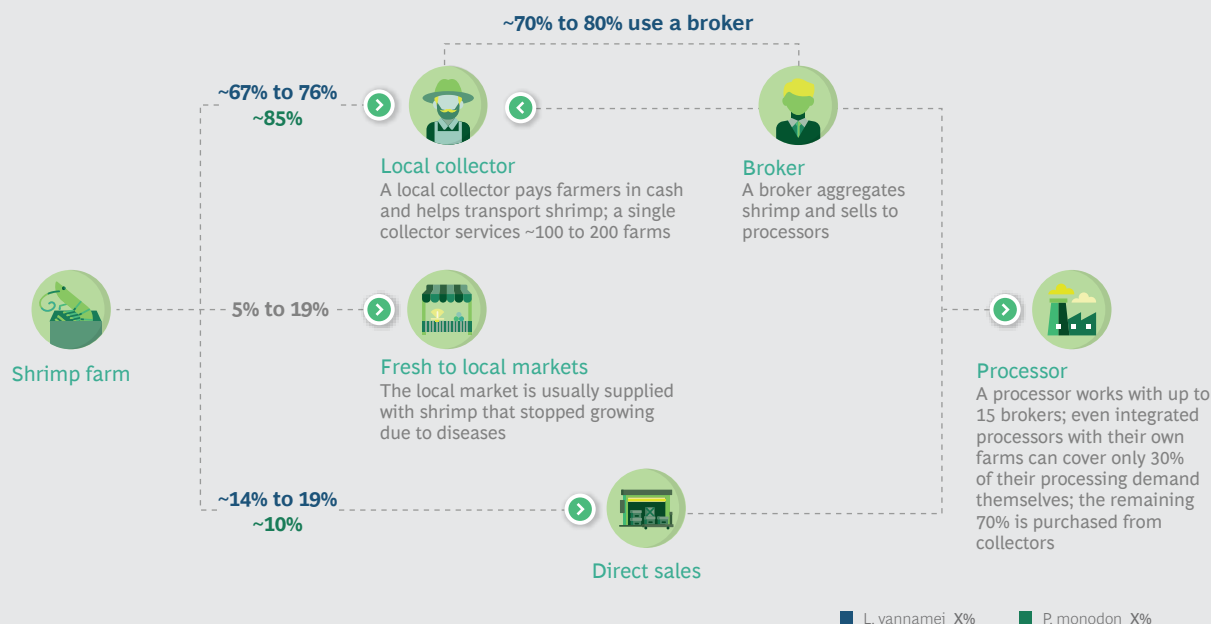 ~70% to 80% use a broker
~67% to 76%
~85%
Local collector
A local collector pays farmers in cash
and helps transport shrimp; a single
collector services ~100 to 200 farms
Broker
A broker aggregates
shrimp and sells to
processors
Shrimp farm
5% to 19%
Fresh to local markets
The local market is usually supplied
with shrimp that stopped growing
due to diseases
Processor
A processor works with up to
15 brokers; even integrated
processors with their own
farms can cover only 30%
of their processing demand
themselves; the remaining
70% is purchased from
collectors
~14% to 19%
~10%
Direct sales
L. vannamei X%
P. monodon X%